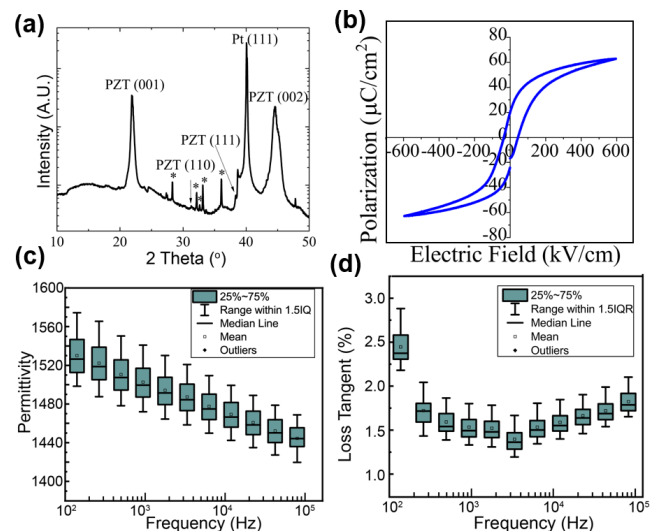 (a)
Pt (111)
PZT (001)
PZT (002)
PZT (111)
PZT (110)
* * * * *
Intensity (A.U.)
10 20 30 40 50
2 Theta (o)
(b)
Polarization (μC/cm2)
80
60
40
20
0
-20
-40
-60
80
-600 -400 -200 0 200 400 600
Electric Field (kV/cm)
(c)
1600
1560
1520
1480
1440
1400
Permittivity
25%~75%
Range within 1.5IQ
Median Line
Mean
Outliers
102 103 104 105
Frequency (Hz)
(d)
3.0
2.5
2.0
1.5
1.0
Loss Tangent (%)
25%~75%
Range within 1.5IQR
Median Line
Mean
Outliers
102 103 104 105
Frequency (Hz)